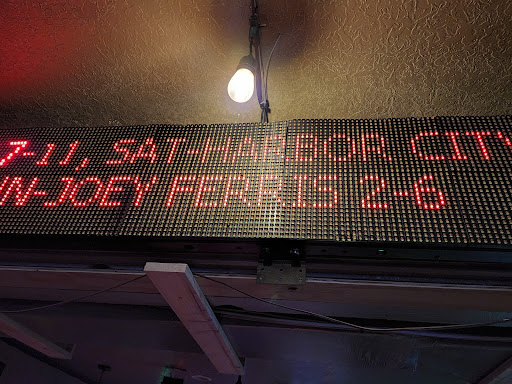 7-11, SAT-HARBOR CITY
N-JOEY FERRIS 2-6